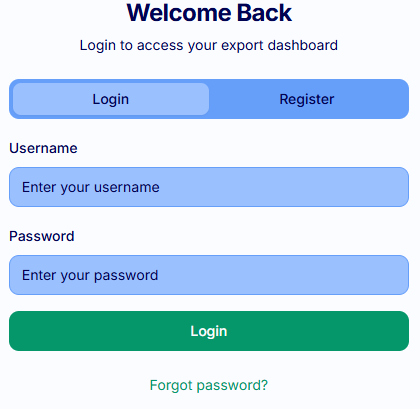 Welcome Back
Login to access your export dashboard
Login
Register
Username
Enter your username
Password
Enter your password
Login
Forgot password?